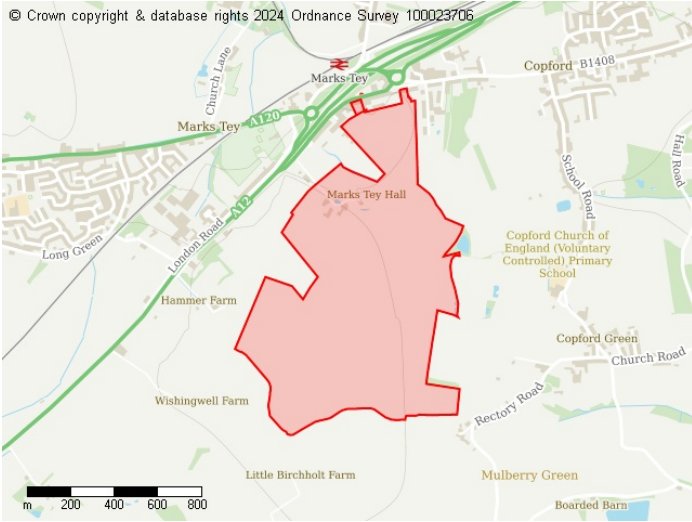 © Crown copyright & database rights 2024 Ordnance Survey 100023706
Church Lane
Marks Tey
Copford
B1408
Marks Tey
A120
School Road
Hall Road
Marks Tey Hall
A12
London Road
Long Green
Copford Church of
England (Voluntary
Controlled) Primary
School
Hammer Farm
Copford Green
Church Road
Wishingwell Farm
Rectory Road
Little Birchholt Farm
Mulberry Green
Boarded Barn
m 200 400 600 800